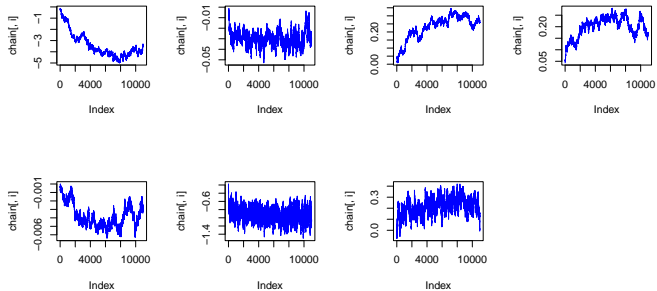 chain[, i]
−1
−3
−5
0
4000
10000
Index
chain[, i]
−0.01
−0.05
0
4000
10000
Index
chain[, i]
0.20
0.00
0
4000
10000
Index
chain[, i]
0.20
0.05
0
4000
10000
Index
chain[, i]
−0.001
−0.006
0
4000
10000
Index
chain[, i]
−0.6
−1.4
0
4000
10000
Index
chain[, i]
0.3
0.0
0
4000
10000
Index